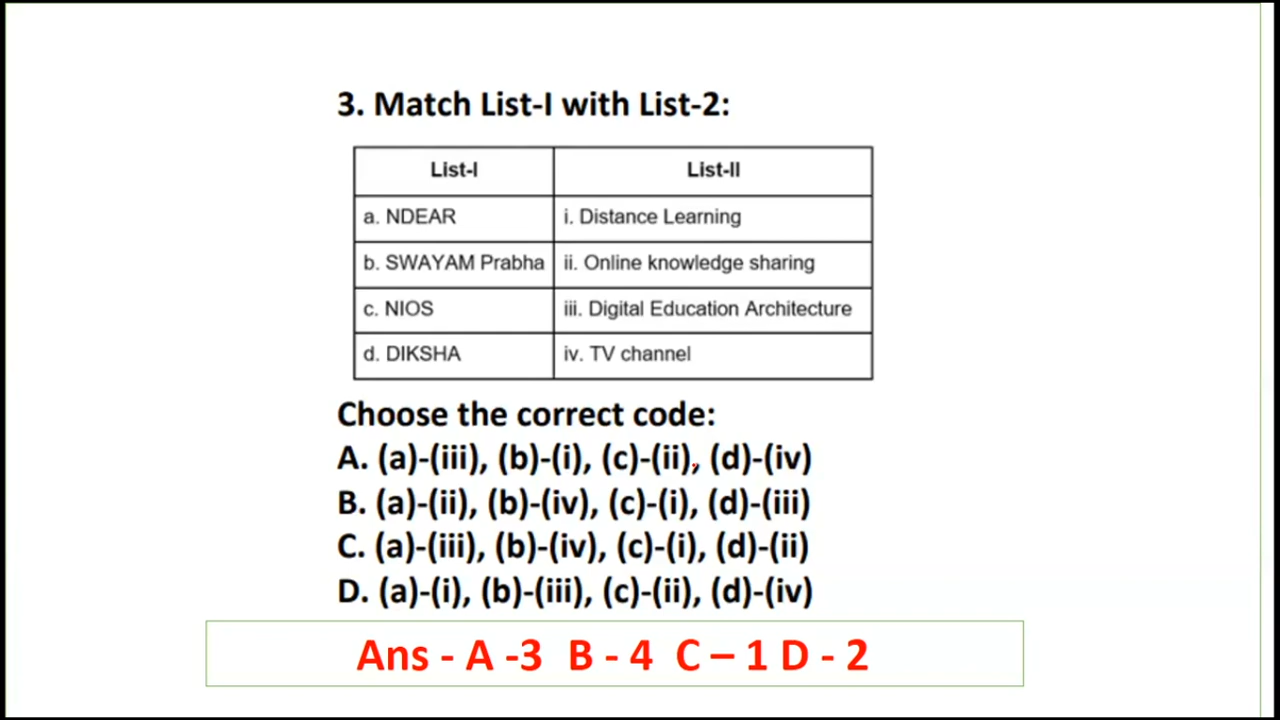 3. Match List-I with List-2:
List-I List-II
a. NDEAR i. Distance Learning
b. SWAYAM Prabha ii. Online knowledge sharing
c. NIOS iii. Digital Education Architecture
d. DIKSHA iv. TV channel
Choose the correct code:
A. (a)-(iii), (b)-(i), (c)-(ii), (d)-(iv)
B. (a)-(ii), (b)-(iv), (c)-(i), (d)-(iii)
C. (a)-(iii), (b)-(iv), (c)-(i), (d)-(ii)
D. (a)-(i), (b)-(iii), (c)-(ii), (d)-(iv)
Ans - A -3 B - 4 C – 1 D - 2